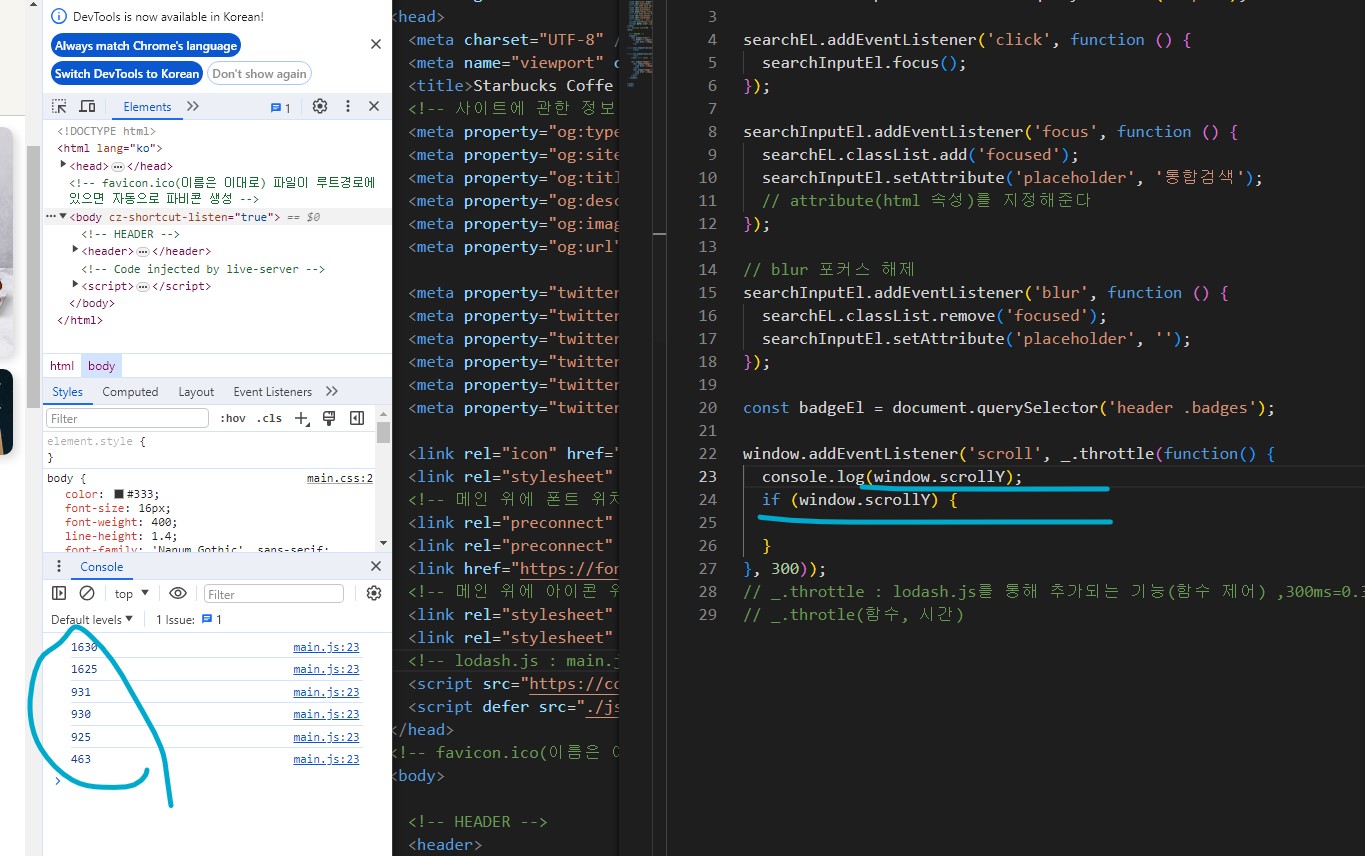 DevTools is now available in Korean!
Always match Chrome's language
Switch DevTools to Korean Don't show again
Elements 1
<!DOCTYPE html>
<html lang="ko">
<head> </head>
<!-- favicon.ico(이름은 이대로) 파일이 루트경로에
있으면 자동으로 파비콘 생성 -->
<body cz-shortcut-listen="true"> == $0
<!-- HEADER -->
<header> </header>
<!-- Code injected by live-server -->
<script> </script>
</body>
</html>
html body
Styles Computed Layout Event Listeners
Filter :hov .cls
element.style {
}
body { main.css:2
color: #333;
font-size: 16px;
font-weight: 400;
line-height: 1.4;
font-family: 'Nanum Gothic', sans-serif;
Console
top Filter
Default levels 1 Issue: 1
1630 main.js:23
1625 main.js:23
931 main.js:23
930 main.js:23
925 main.js:23
463 main.js:23
<head>
<meta charset="UTF-8" /
<meta name="viewport"
<title>Starbucks Coffe
<!-- 사이트에 관한 정보
<meta property="og:type
<meta property="og:site
<meta property="og:titl
<meta property="og:desc
<meta property="og:imag
<meta property="og:url"
<meta property="twitter
<meta property="twitter
<meta property="twitter
<meta property="twitter
<meta property="twitter
<meta property="twitter
<link rel="icon" href="
<link rel="stylesheet"
<!-- 메인 위에 폰트 위치
<link rel="preconnect"
<link rel="preconnect"
<link href="https://fon
<!-- 메인 위에 아이콘
<link rel="stylesheet"
<link rel="stylesheet"
<!-- lodash.js : main.j
<script src="https://cd
<script defer src="./js
</head>
<!-- favicon.ico(이름은
<body>
<!-- HEADER -->
<header>
3
4 searchEL.addEventListener('click', function () {
5 searchInputEl.focus();
6 });
7
8 searchInputEl.addEventListener('focus', function () {
9 searchEL.classList.add('focused');
10 searchInputEl.setAttribute('placeholder', '통합검색');
11 // attribute(html 속성)를 지정해준다
12 });
13
14 // blur 포커스 해제
15 searchInputEl.addEventListener('blur', function () {
16 searchEL.classList.remove('focused');
17 searchInputEl.setAttribute('placeholder', '');
18 });
19
20 const badgeEl = document.querySelector('header .badges');
21
22 window.addEventListener('scroll', _.throttle(function() {
23 console.log(window.scrollY);
24 if (window.scrollY) {
25
26 }
27 }, 300));
28 // _.throttle : lodash.js를 통해 추가되는 기능(함수 제어) ,300ms=0.3
29 // _.throtle(함수, 시간)